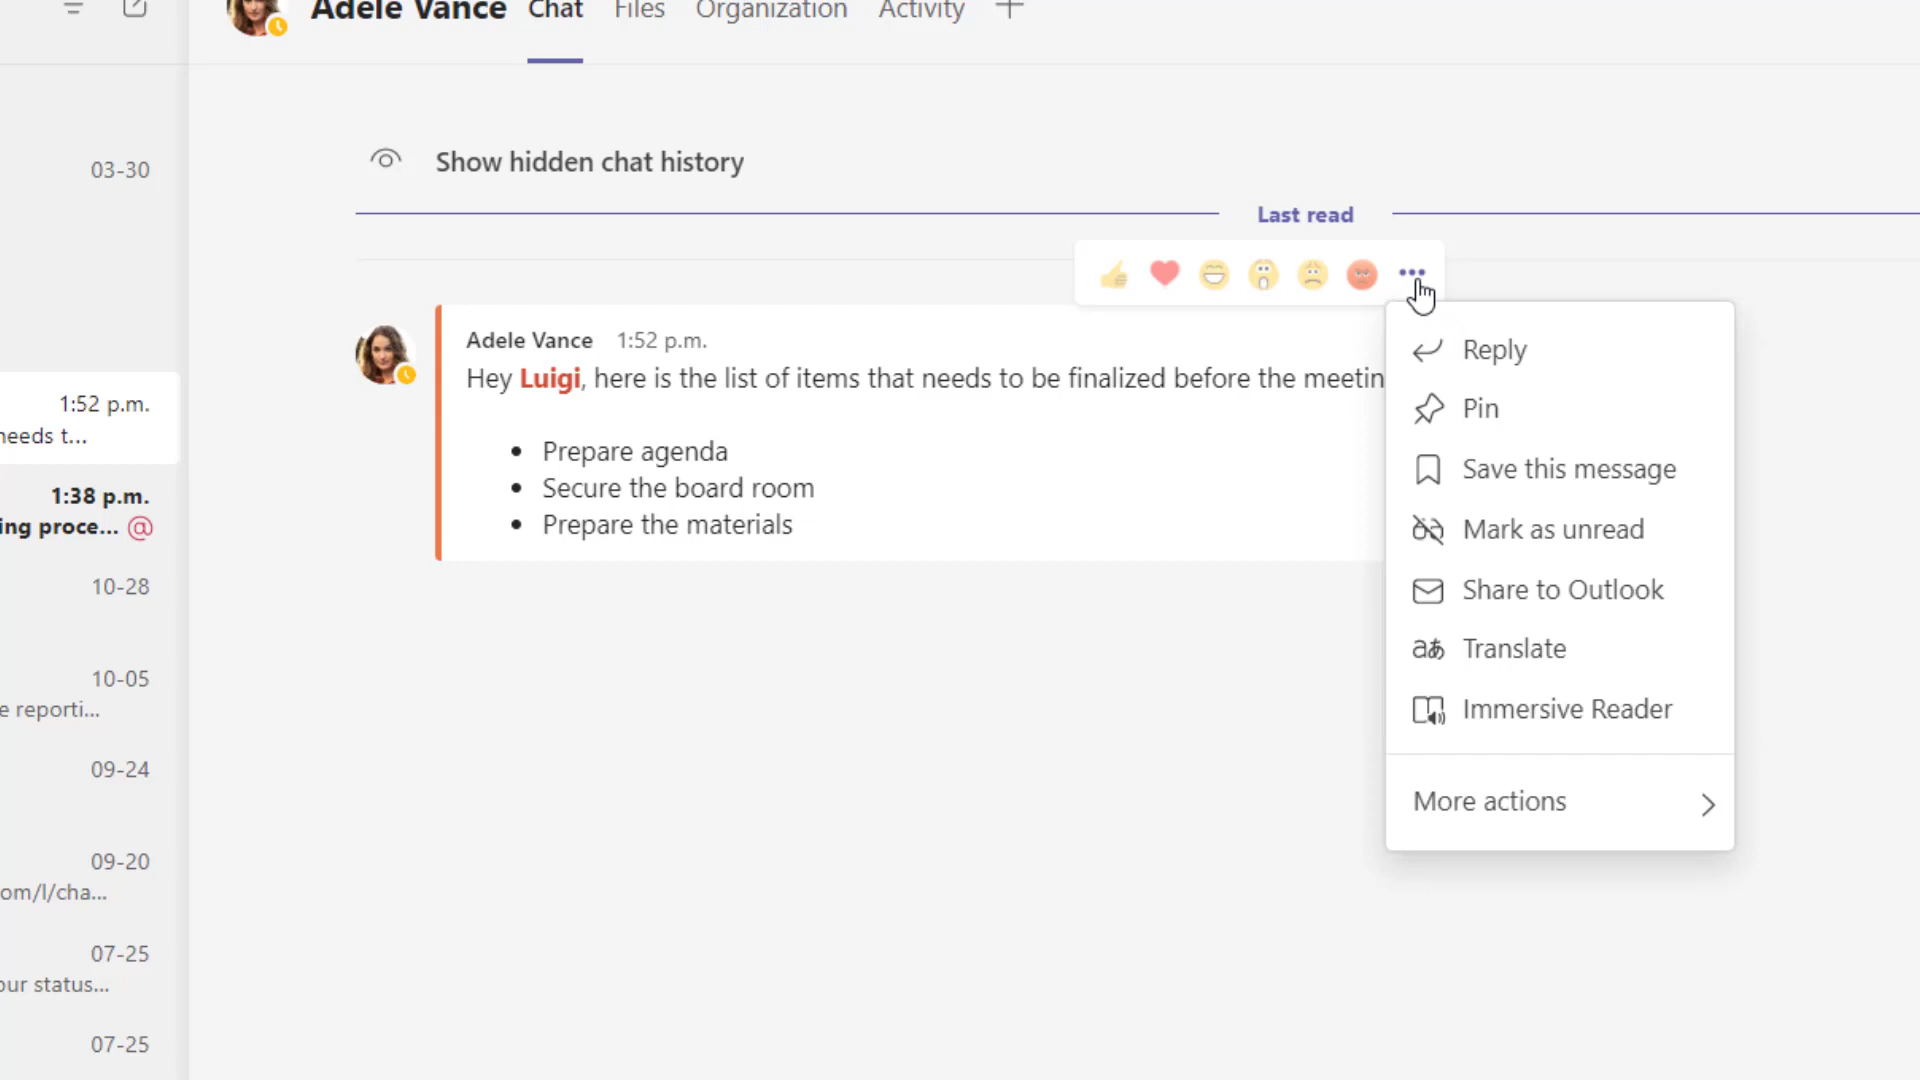 Adele Vance Chat Files Organization Activity
03-30
1:52 p.m.
needs t...
1:38 p.m.
ing proce... @
10-28
10-05
e reporti...
09-24
09-20
om/l/cha...
07-25
our status...
07-25
Show hidden chat history
Last read
Adele Vance 1:52 p.m.
Hey Luigi, here is the list of items that needs to be finalized before the meetin
• Prepare agenda
• Secure the board room
• Prepare the materials
Reply
Pin
Save this message
Mark as unread
Share to Outlook
Translate
Immersive Reader
More actions